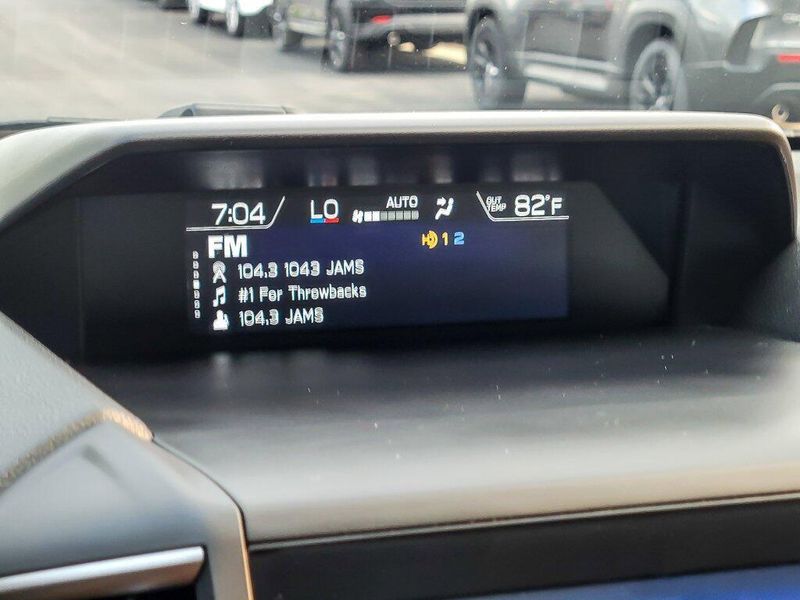 7:04 LO AUTO OUT TEMP 82°F
FM 1 2
104.3 1043 JAMS
#1 For Throwbacks
104.3 JAMS